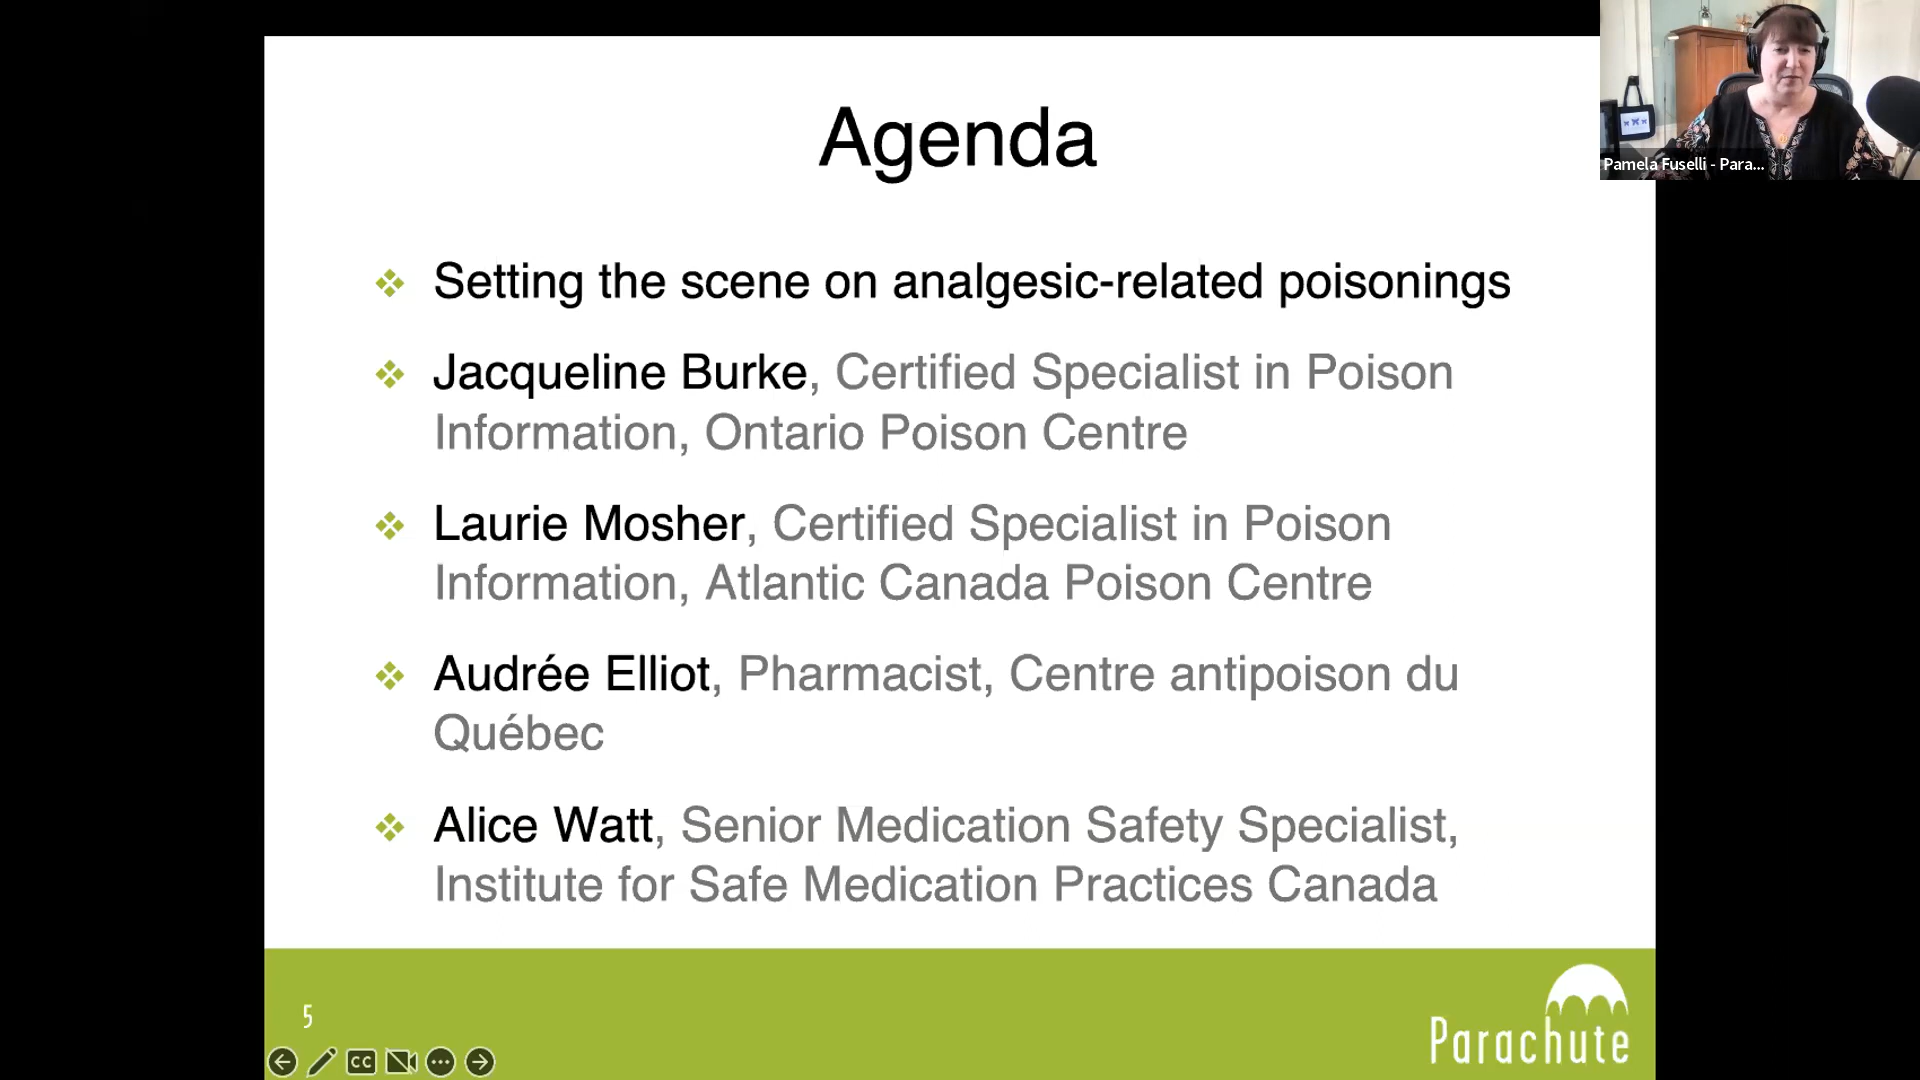 Agenda
Setting the scene on analgesic-related poisonings
Jacqueline Burke, Certified Specialist in Poison
Information, Ontario Poison Centre
Laurie Mosher, Certified Specialist in Poison
Information, Atlantic Canada Poison Centre
Audrée Elliot, Pharmacist, Centre antipoison du
Québec
Alice Watt, Senior Medication Safety Specialist,
Institute for Safe Medication Practices Canada
5
Parachute
CC
Pamela Fuselli - Para...